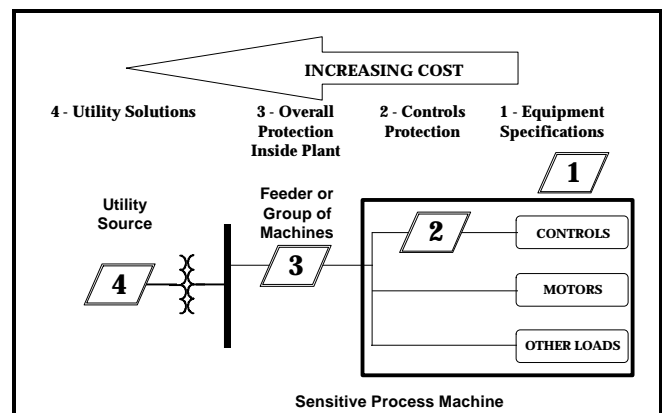 INCREASING COST
4 - Utility Solutions
3 - Overall
Protection
Inside Plant
2 - Controls
Protection
1 - Equipment
Specifications
1
Utility
Source
Feeder or
Group of
Machines
4
3
2
CONTROLS
MOTORS
OTHER LOADS
Sensitive Process Machine